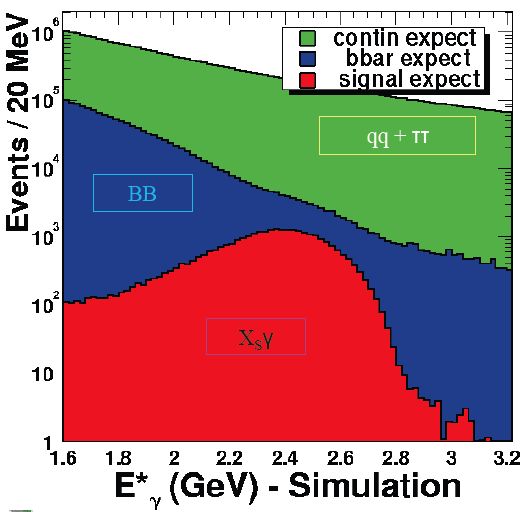 Events / 20 MeV
10⁶
10⁵
10⁴
10³
10²
10
1
contin expect
bbar expect
signal expect
qq + ττ
BB
Xsγ
1.6 1.8 2 2.2 2.4 2.6 2.8 3 3.2
E*γ (GeV) - Simulation